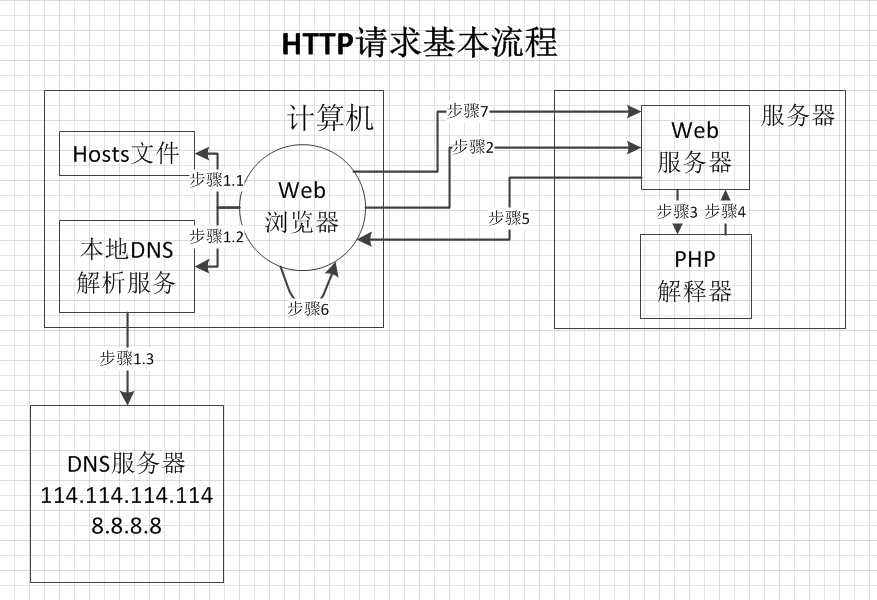 HTTP请求基本流程
计算机
Hosts文件
步骤1.1
Web
浏览器
步骤1.2
本地DNS
解析服务
步骤6
步骤1.3
DNS服务器
114.114.114.114
8.8.8.8
步骤7
步骤2
步骤5
服务器
Web
服务器
步骤3
步骤4
PHP
解释器